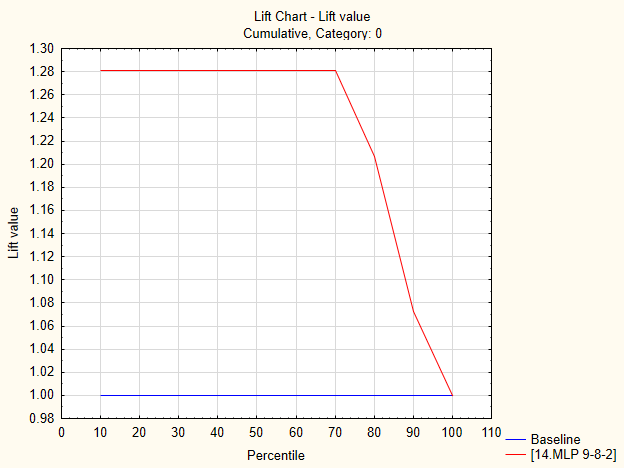 Lift Chart - Lift value
Cumulative, Category: 0
1.30
1.28
1.26
1.24
1.22
1.20
1.18
1.16
1.14
1.12
1.10
1.08
1.06
1.04
1.02
1.00
0.98
Lift value
0 10 20 30 40 50 60 70 80 90 100 110
Percentile
Baseline
[14.MLP 9-8-2]